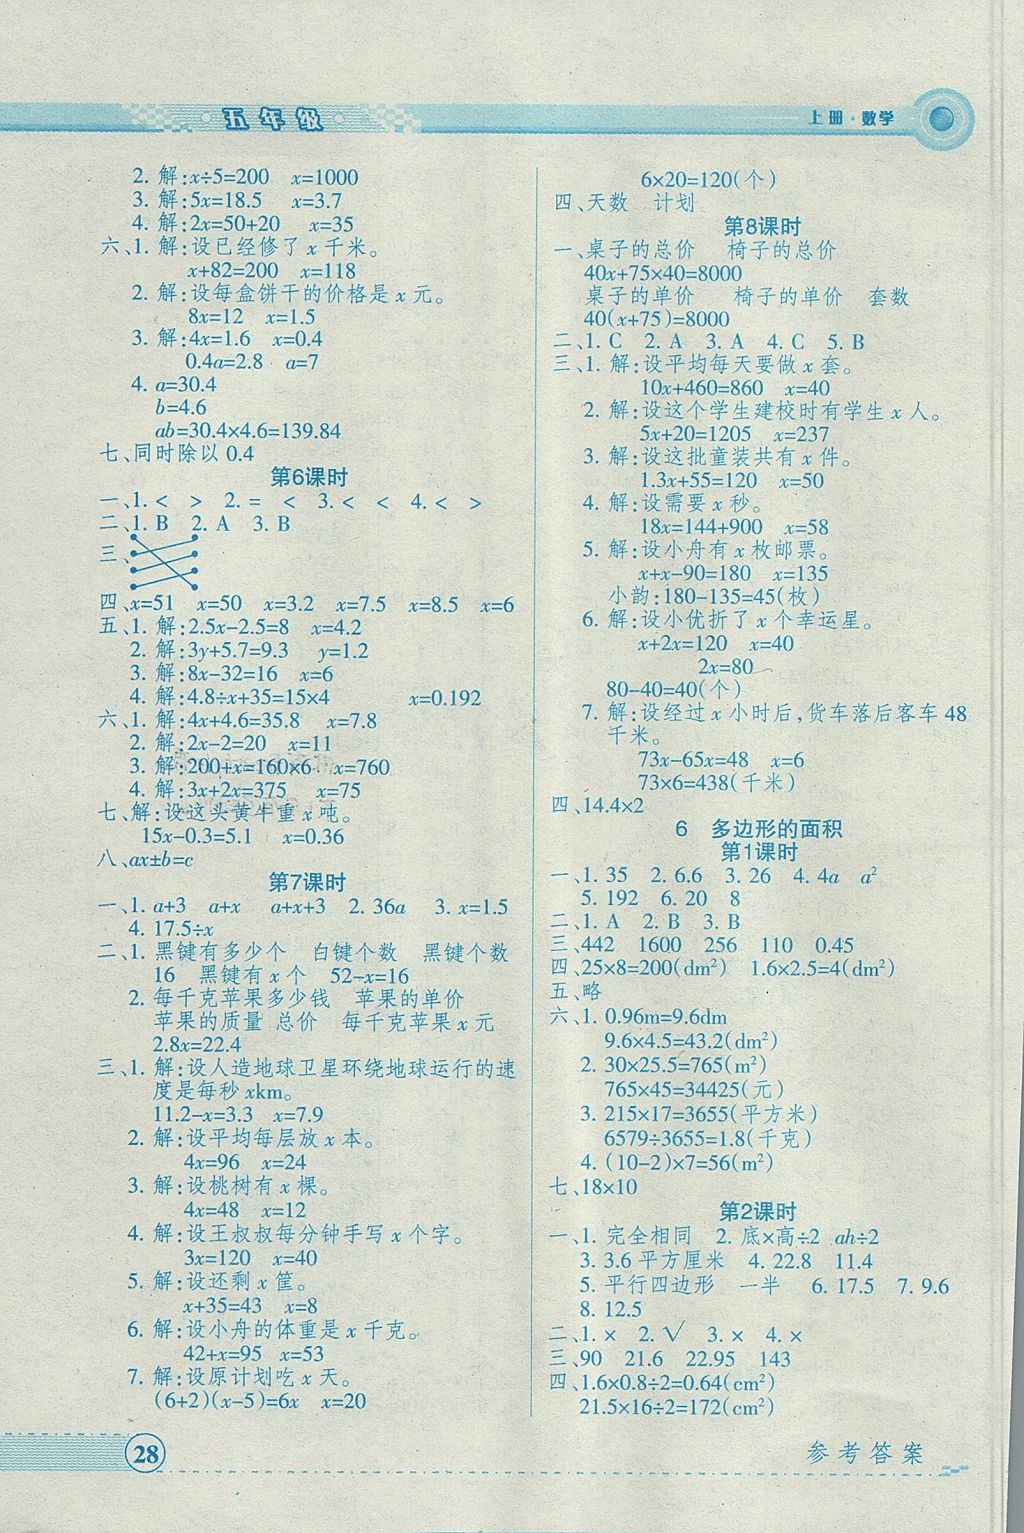 五年级
上册·数学
2. 解:x÷5=200 x=1000
3. 解:5x=18.5 x=3.7
4. 解:2x=50+20 x=35
六、1. 解:设已经修了 x 千米。
x+82=200 x=118
2. 解:设每盒饼干的价格是 x 元。
8x=12 x=1.5
3. 解:4x=1.6 x=0.4
0.4a=2.8 a=7
4. a=30.4
b=4.6
ab=30.4×4.6=139.84
七、同时除以 0.4
第6课时
一、1. < > 2. = < 3. < < 4. < >
二、1. B 2. A 3. B
三、
四、x=51 x=50 x=3.2 x=7.5 x=8.5 x=6
五、1. 解:2.5x-2.5=8 x=4.2
2. 解:3y+5.7=9.3 y=1.2
3. 解:8x-32=16 x=6
4. 解:4.8÷x+35=15×4 x=0.192
六、1. 解:4x+4.6=35.8 x=7.8
2. 解:2x-2=20 x=11
3. 解:200+x=160×6 x=760
4. 解:3x+2x=375 x=75
七、解:设这头黄牛重 x 吨。
15x-0.3=5.1 x=0.36
八、ax±b=c
第7课时
一、1. a+3 a+x a+x+3 2. 36a 3. x=1.5
4. 17.5÷x
二、1. 黑键有多少个 白键个数 黑键个数
16 黑键有 x 个 52-x=16
2. 每千克苹果多少钱 苹果的单价
苹果的质量 总价 每千克苹果 x 元
2.8x=22.4
三、1. 解:设人造地球卫星环绕地球运行的速
度是每秒 xkm。
11.2-x=3.3 x=7.9
2. 解:设平均每层放 x 本。
4x=96 x=24
3. 解:设桃树有 x 棵。
4x=48 x=12
4. 解:设王叔叔每分钟手写 x 个字。
3x=120 x=40
5. 解:设还剩 x 筐。
x+35=43 x=8
6. 解:设小舟的体重是 x 千克。
42+x=95 x=53
7. 解:设原计划吃 x 天。
(6+2)(x-5)=6x x=20
6×20=120(个)
四、天数 计划
第8课时
一、桌子的总价 椅子的总价
40x+75×40=8000
桌子的单价 椅子的单价 套数
40(x+75)=8000
二、1. C 2. A 3. A 4. C 5. B
三、1. 解:设平均每天要做 x 套。
10x+460=860 x=40
2. 解:设这个学生建校时有学生 x 人。
5x+20=1205 x=237
3. 解:设这批童装共有 x 件。
1.3x+55=120 x=50
4. 解:设需要 x 秒。
18x=144+900 x=58
5. 解:设小舟有 x 枚邮票。
x+x-90=180 x=135
小韵:180-135=45(枚)
6. 解:设小优折了 x 个幸运星。
x+2x=120 x=40
2x=80
80-40=40(个)
7. 解:设经过 x 小时后,货车落后客车 48
千米。
73x-65x=48 x=6
73×6=438(千米)
四、14.4×2
6 多边形的面积
第1课时
一、1. 35 2. 6.6 3. 26 4. 4a a²
5. 192 6. 20 8
二、1. A 2. B 3. B
三、442 1600 256 110 0.45
四、25×8=200(dm²) 1.6×2.5=4(dm²)
五、略
六、1. 0.96m=9.6dm
9.6×4.5=43.2(dm²)
2. 30×25.5=765(m²)
765×45=34425(元)
3. 215×17=3655(平方米)
6579÷3655=1.8(千克)
4. (10-2)×7=56(m²)
七、18×10
第2课时
一、1. 完全相同 2. 底×高÷2 ah÷2
3. 3.6 平方厘米 4. 22.8 11.4
5. 平行四边形 一半 6. 17.5 7. 9.6
8. 12.5
二、1. × 2. √ 3. × 4. ×
三、90 21.6 22.95 143
四、1.6×0.8÷2=0.64(cm²)
21.5×16÷2=172(cm²)
28
参考答案